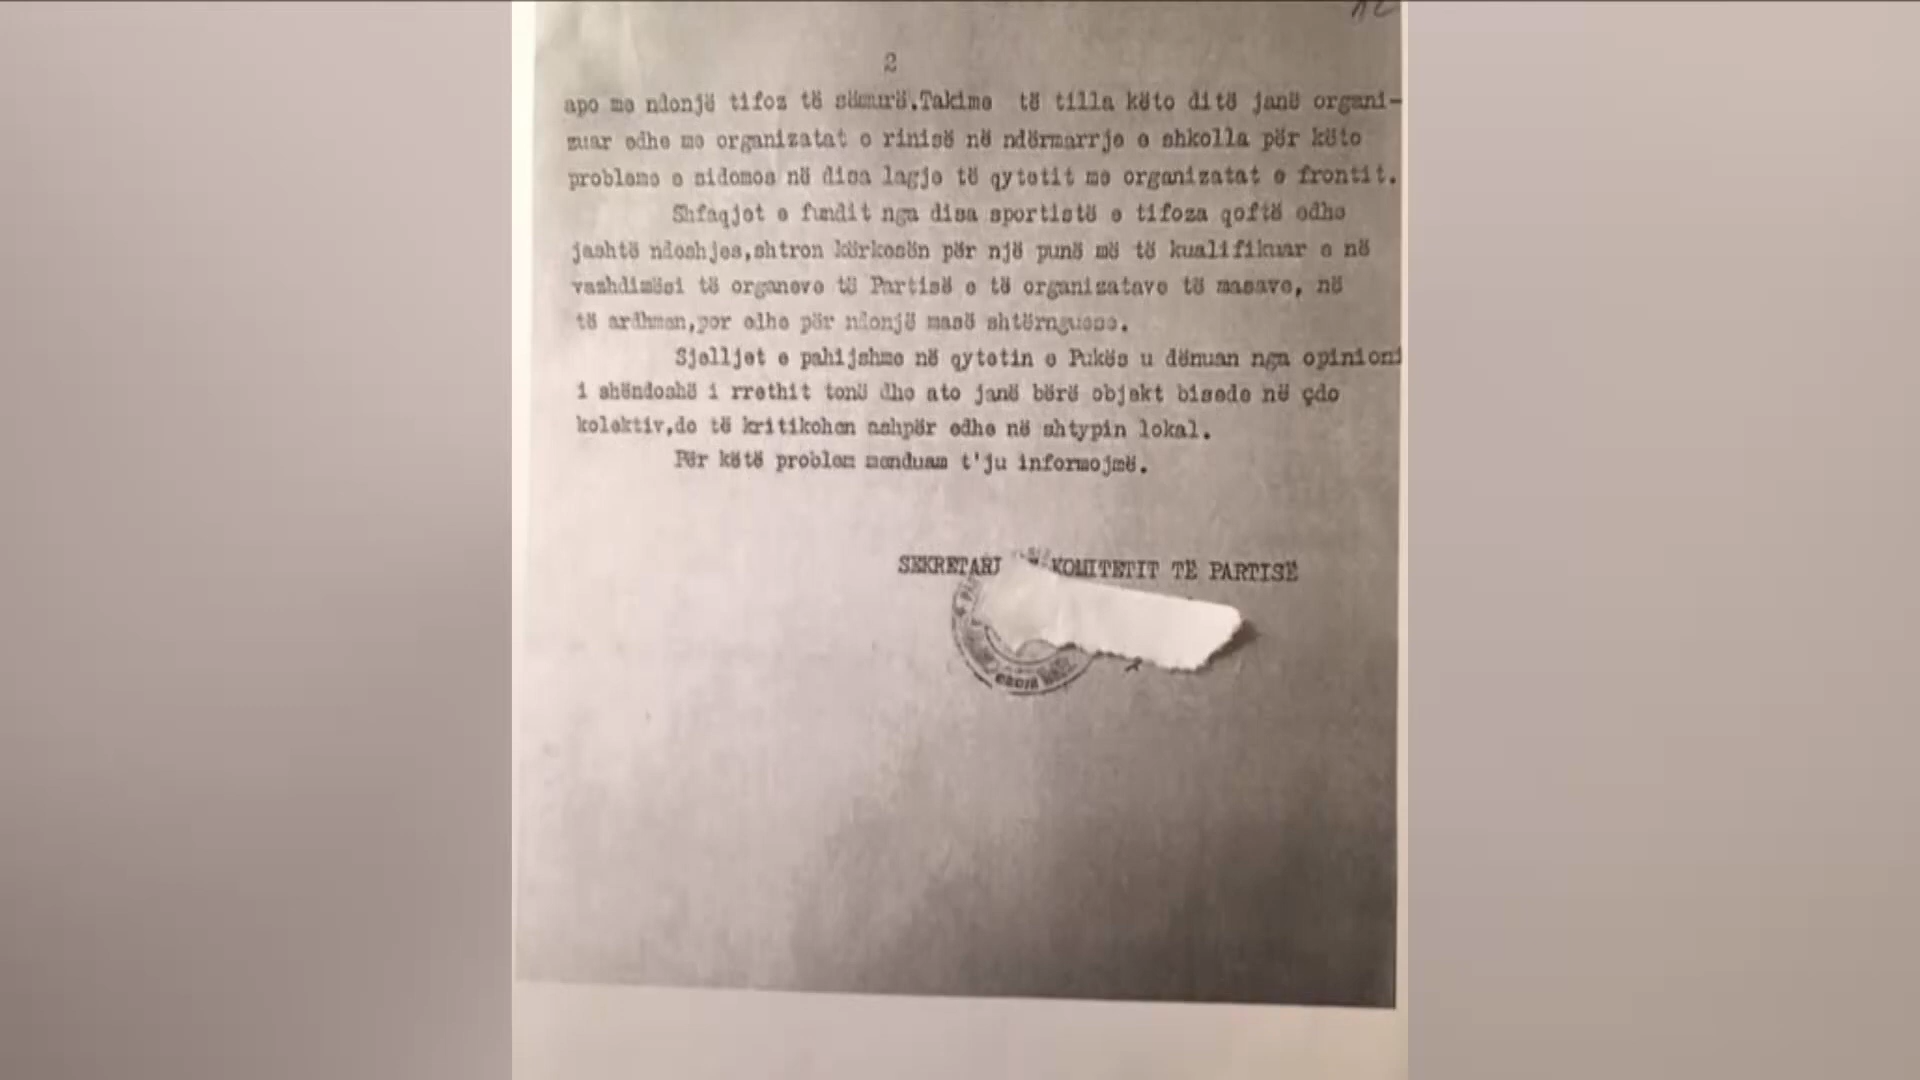 2
apo me ndonjë tifoz të sëmurë.Takime të tilla këto ditë janë organi-
zuar edhe me organizatat e rinisë në ndërmarrje e shkolla për këto
probleme e sidomos në disa lagje të qytetit me organizatat e frontit.
Shfaqjet e fundit nga disa sportistë e tifoza qoftë edhe
jashtë ndeshjes,shtron kërkesën për një punë më të kualifikuar e në
vazhdimësi të organeve të Partisë e të organizatave të masave, në
të ardhmen,por edhe për ndonjë masë shtërnguese.
Sjelljet e pahijshme në qytetin e Pukës u dënuan nga opinioni
i shëndoshë i rrethit tonë dhe ato janë bërë objekt bisede në çdo
kolektiv,do të kritikohen ashpër edhe në shtypin lokal.
Për këtë problem menduam t'ju informojmë.
SEKRETARI KOMITETIT TË PARTISË